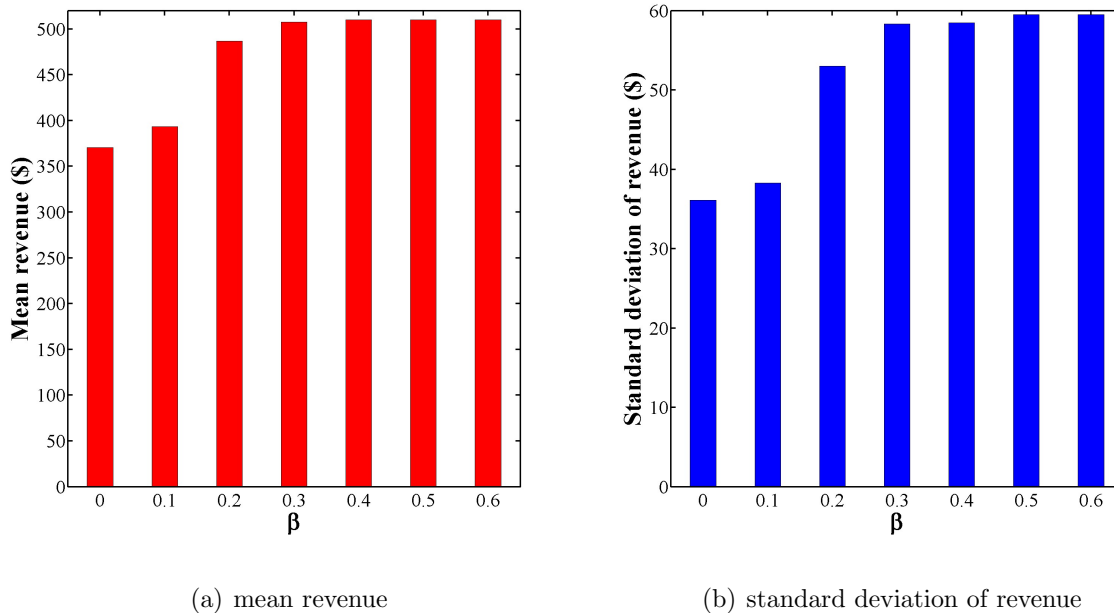 Mean revenue ($)
500
450
400
350
300
250
200
150
100
50
0
0 0.1 0.2 0.3 0.4 0.5 0.6
β
(a) mean revenue
Standard deviation of revenue ($)
60
50
40
30
20
10
0
0 0.1 0.2 0.3 0.4 0.5 0.6
β
(b) standard deviation of revenue